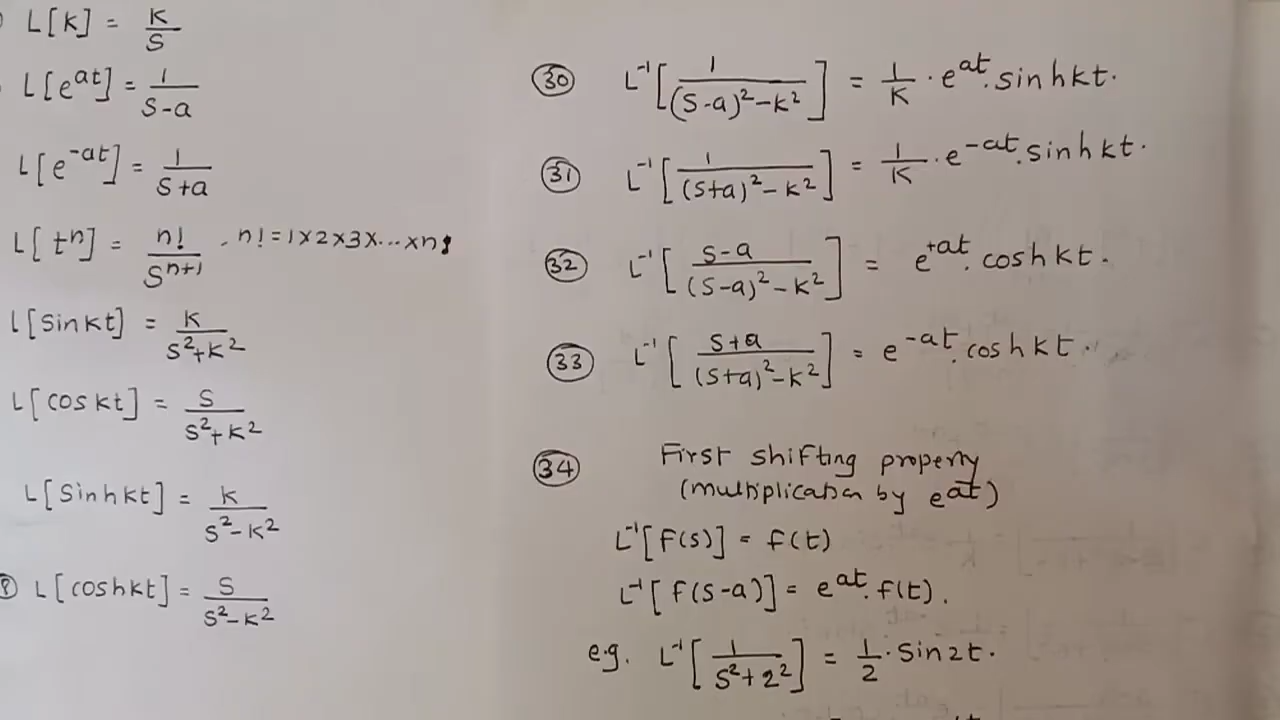 L[k] = k/s
L[e^at] = 1/(s-a)
L[e^-at] = 1/(s+a)
L[t^n] = n!/s^(n+1) , n! = 1×2×3×...×n
L[sinkt] = k/(s²+k²)
L[coskt] = s/(s²+k²)
L[sinhkt] = k/(s²-k²)
L[coshkt] = s/(s²-k²)
30 L⁻¹[1/((s-a)²-k²)] = 1/k · e^at. sinhkt.
31 L⁻¹[1/((s+a)²-k²)] = 1/k · e^-at. sinhkt.
32 L⁻¹[(s-a)/((s-a)²-k²)] = e^+at. coshkt.
33 L⁻¹[(s+a)/((s+a)²-k²)] = e^-at. coshkt.
34 First shifting property
(multiplication by e^at)
L⁻¹[F(s)] = f(t)
L⁻¹[F(s-a)] = e^at. f(t).
e.g. L⁻¹[1/(s²+2²)] = 1/2 · sin2t.